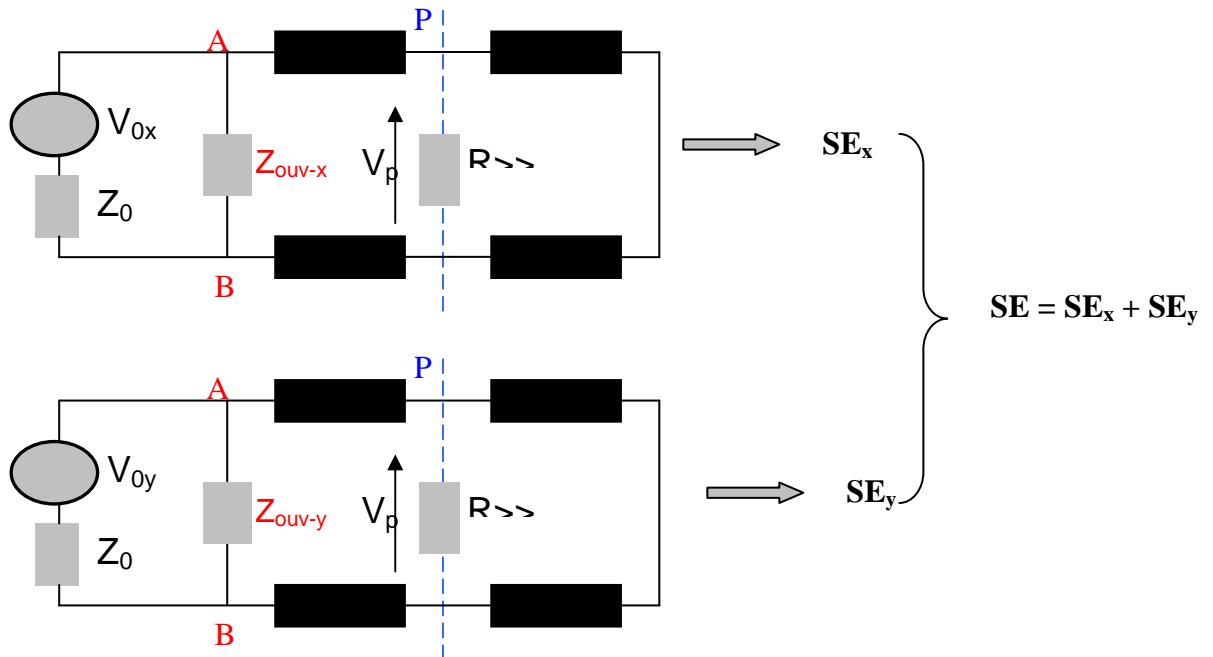 P
A
V0x
Zouv-x
Vp
R>>
Z0
B
SEx
SE = SEx + SEy
P
A
V0y
Zouv-y
Vp
R>>
Z0
B
SEy